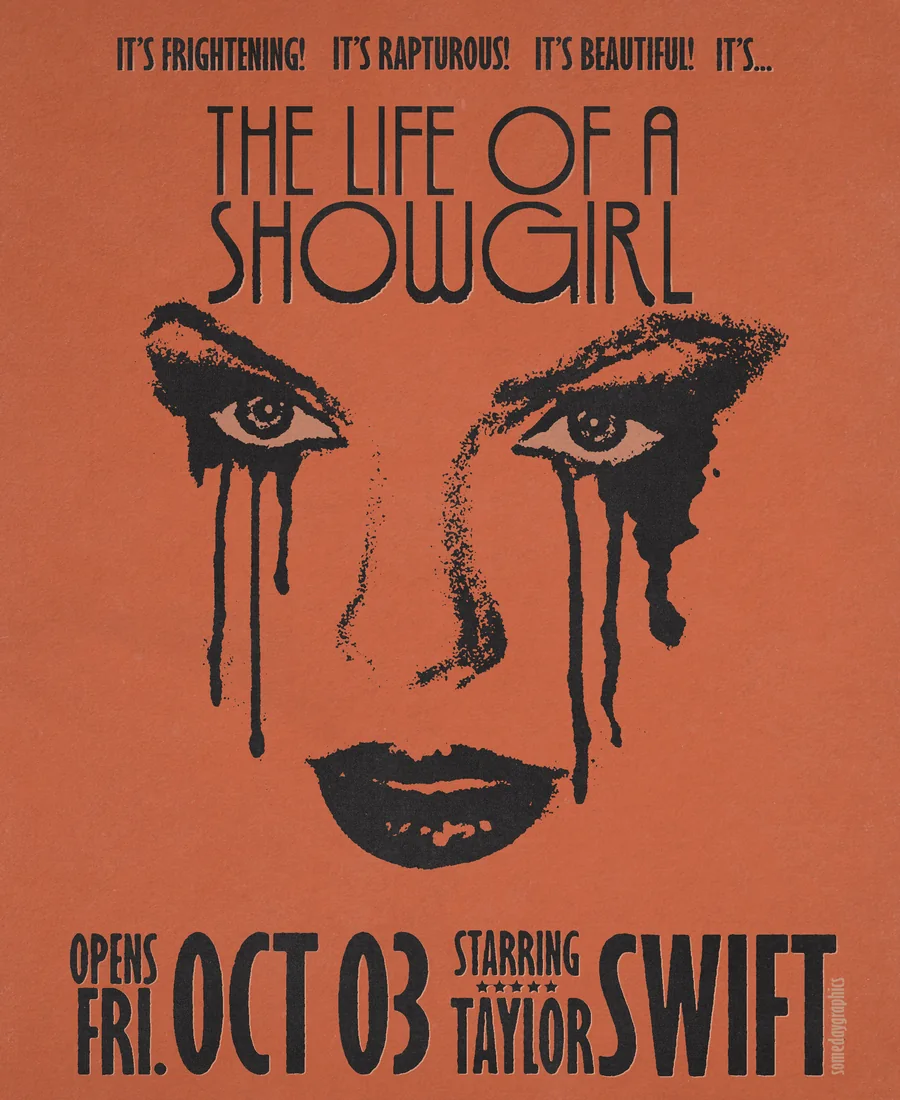 IT'S FRIGHTENING! IT'S RAPTUROUS! IT'S BEAUTIFUL! IT'S...
THE LIFE OF A
SHOWGIRL
OPENS
FRI. OCT 03
STARRING
TAYLOR SWIFT
somedaygraphics